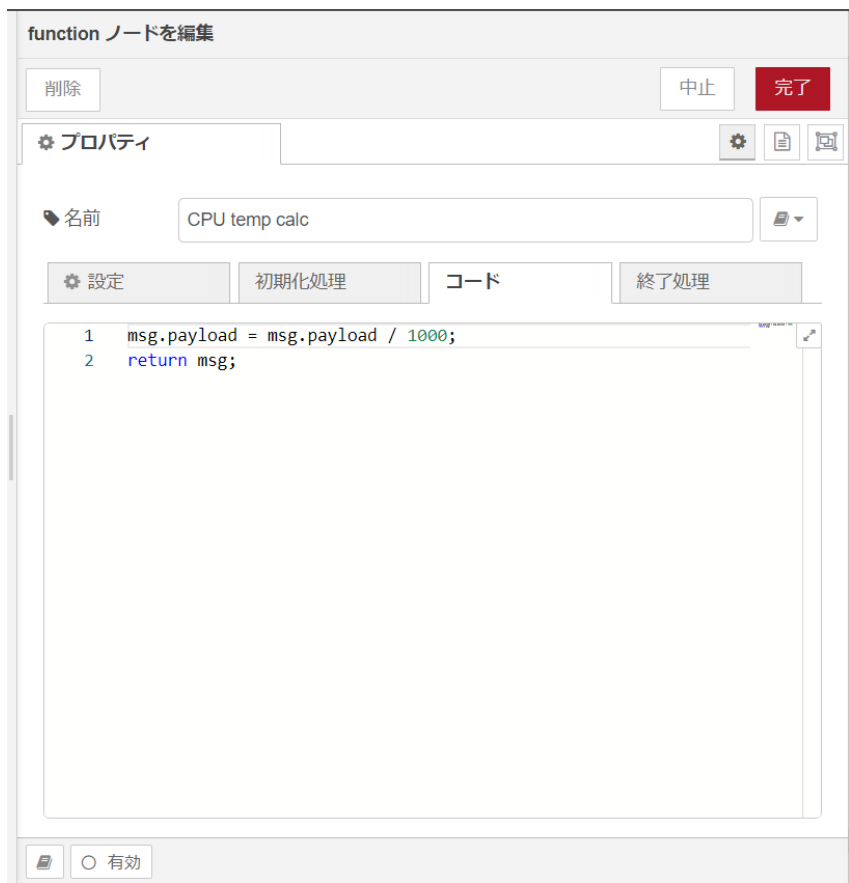 function ノードを編集
削除 中止 完了
プロパティ
名前 CPU temp calc
設定 初期化処理 コード 終了処理
1 msg.payload = msg.payload / 1000;
2 return msg;
有効